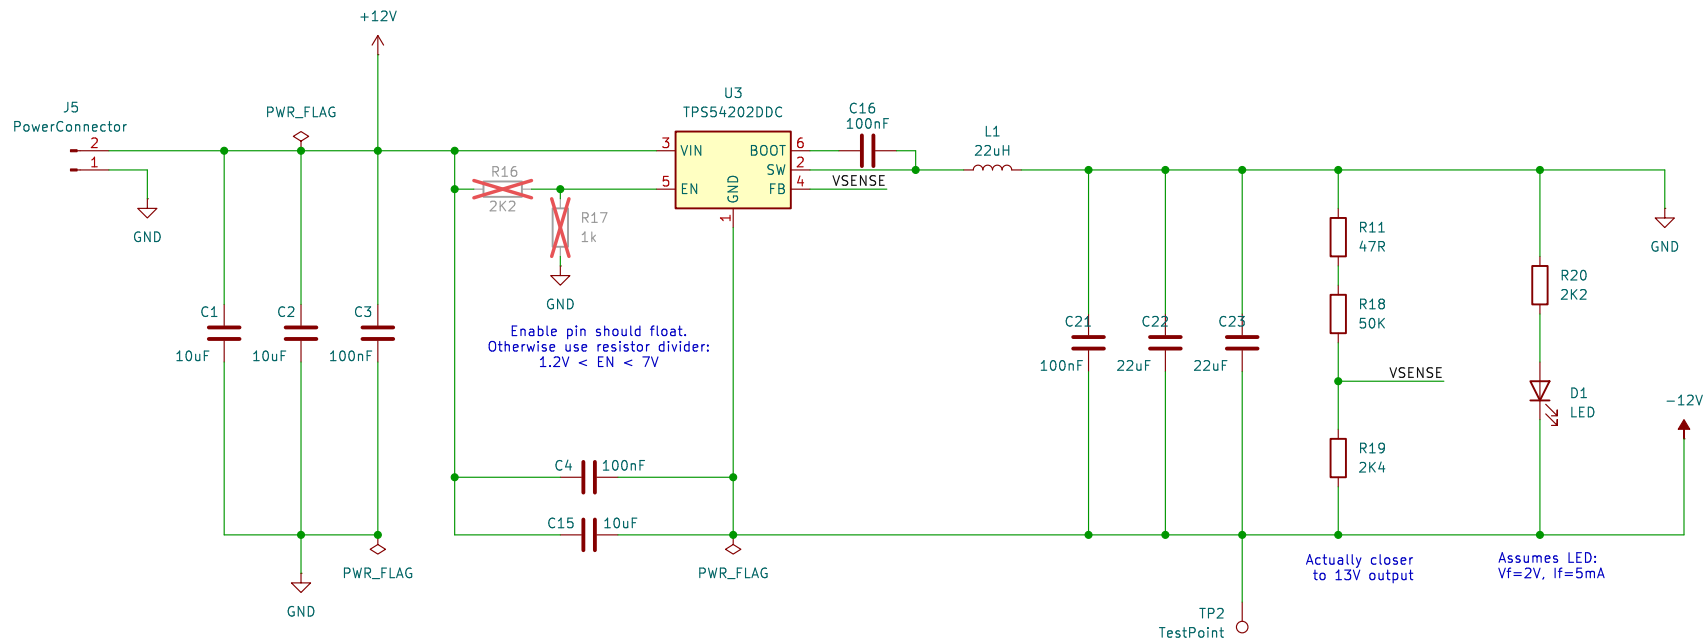 +12V
J5
PowerConnector
2
1
GND
PWR_FLAG
U3
TPS54202DDC
3
VIN
5
EN
GND
1
BOOT
6
SW
2
FB
4
C16
100nF
VSENSE
L1
22uH
R16
2K2
R17
1k
GND
Enable pin should float.
Otherwise use resistor divider:
1.2V < EN < 7V
C1
10uF
C2
10uF
C3
100nF
C4
100nF
C15
10uF
PWR_FLAG
GND
PWR_FLAG
C21
100nF
C22
22uF
C23
22uF
R11
47R
R18
50K
VSENSE
R19
2K4
R20
2K2
D1
LED
GND
-12V
Actually closer
to 13V output
Assumes LED:
Vf=2V, If=5mA
TP2
TestPoint